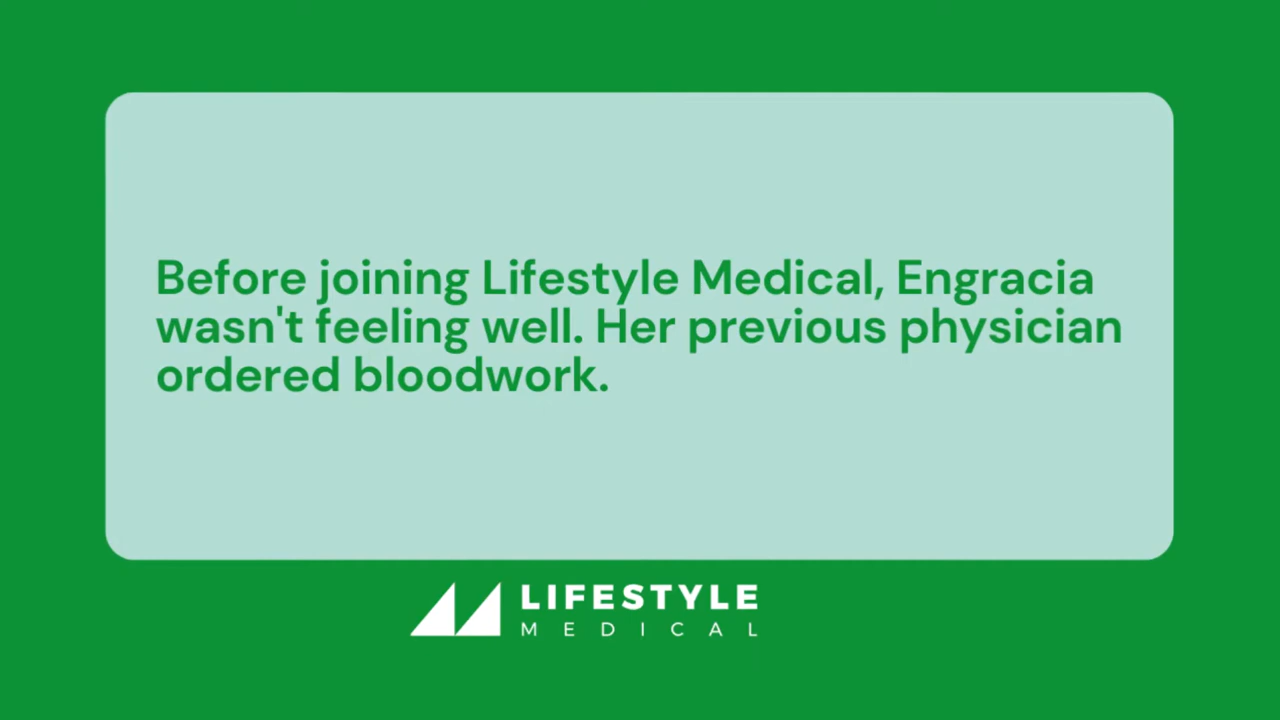 Before joining Lifestyle Medical, Engracia
wasn't feeling well. Her previous physician
ordered bloodwork.
LIFESTYLE
MEDICAL